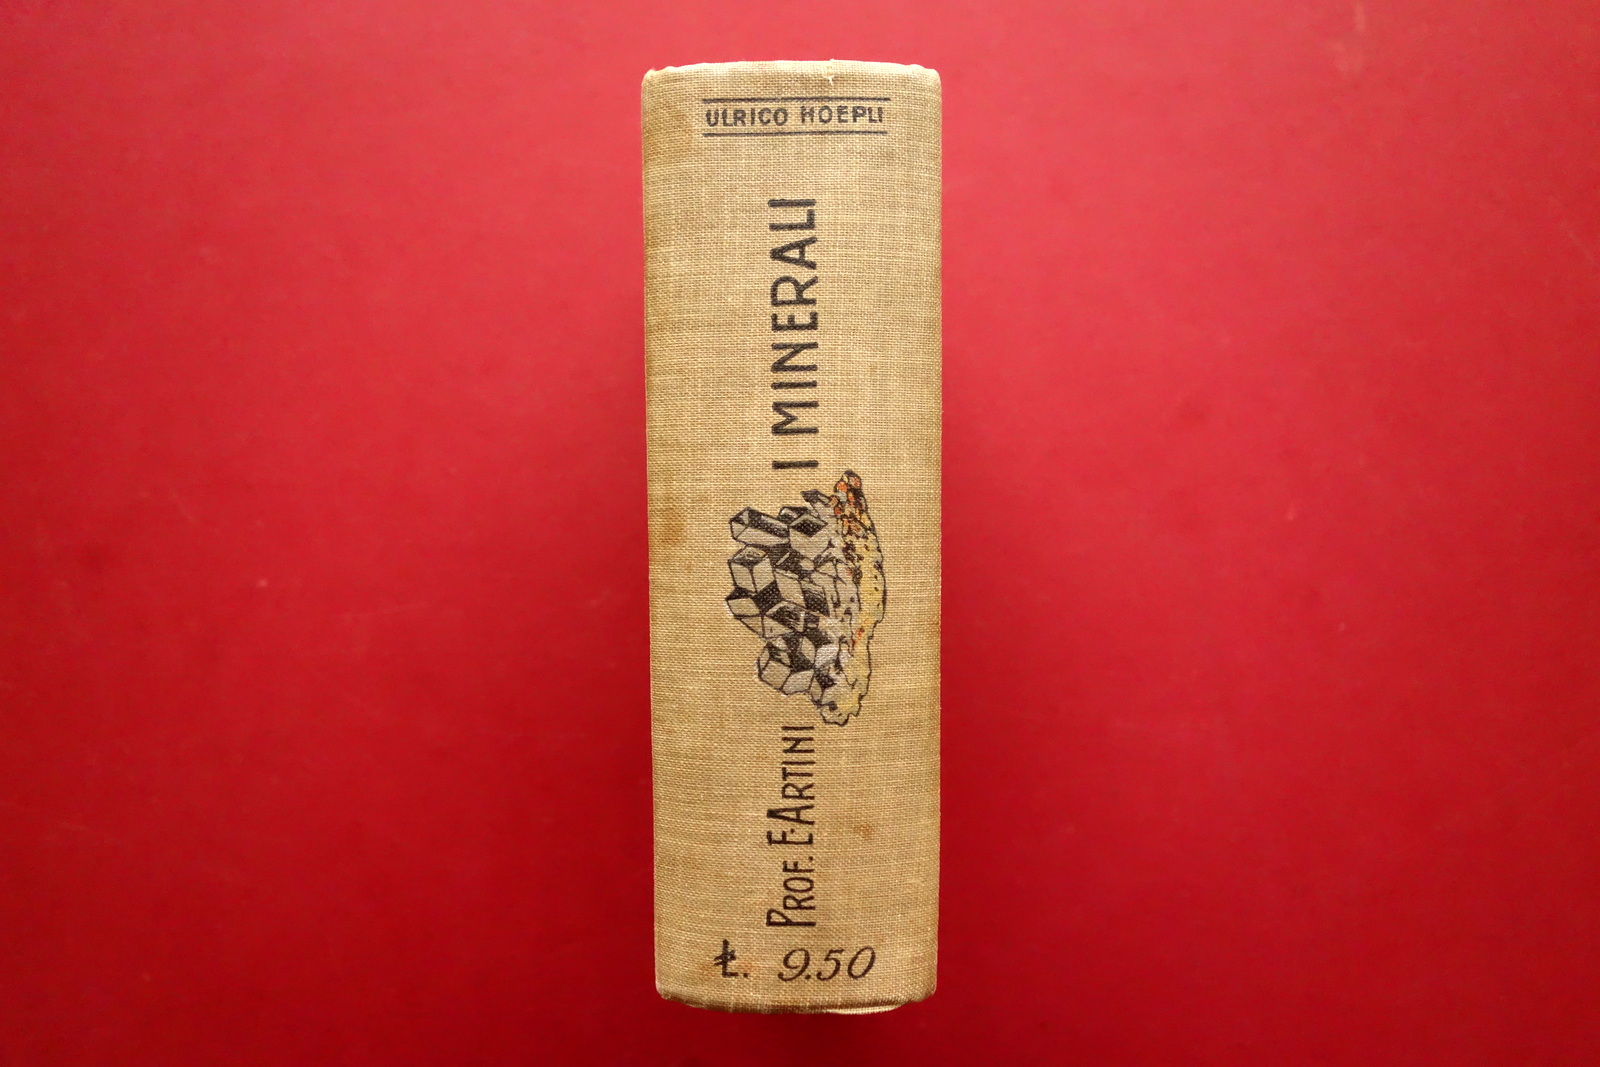 ULRICO HOEPLI
I MINERALI
PROF. E. ARTINI
Ł. 9.50